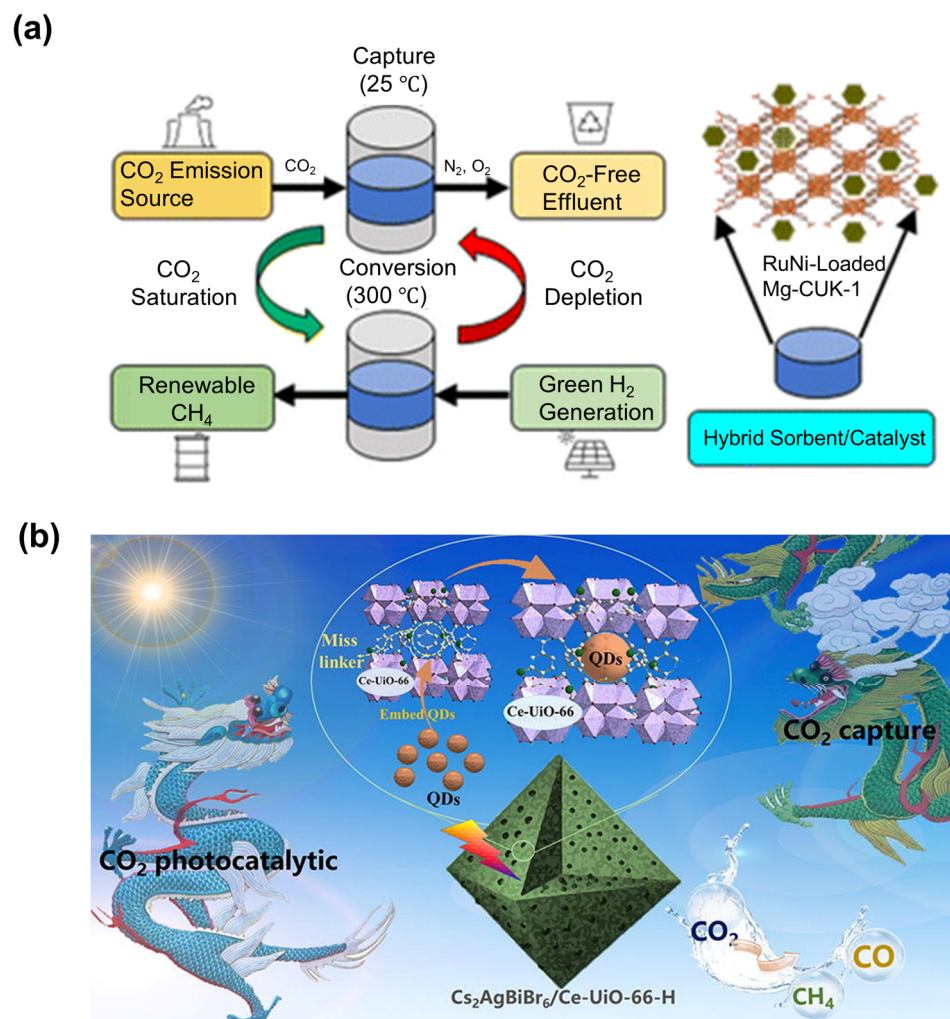 (a)
Capture
(25 ℃)
CO₂ Emission
Source
CO₂
N₂, O₂
CO₂-Free
Effluent
CO₂
Saturation
Conversion
(300 ℃)
CO₂
Depletion
Renewable
CH₄
Green H₂
Generation
RuNi-Loaded
Mg-CUK-1
Hybrid Sorbent/Catalyst
(b)
Miss
linker
Ce-UiO-66
Embed QDs
QDs
QDs
Ce-UiO-66
CO₂ capture
CO₂ photocatalytic
CO₂
CO
CH₄
Cs₂AgBiBr₆/Ce-UiO-66-H